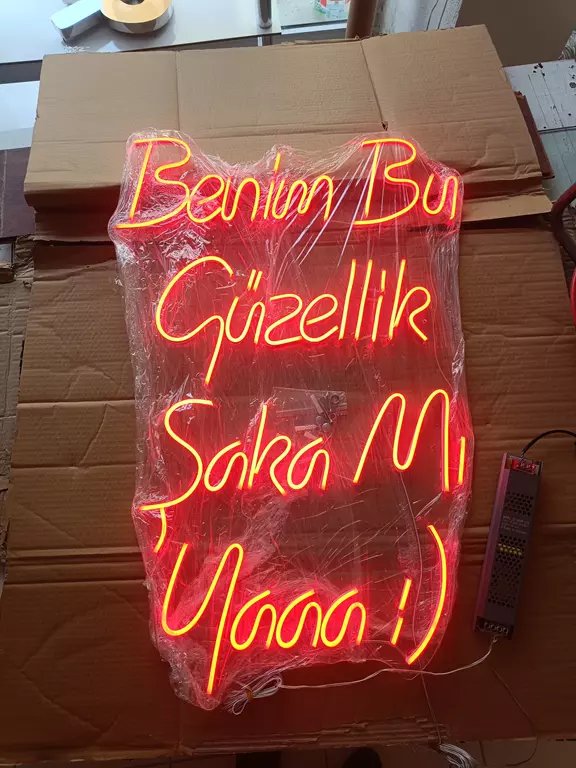 Benim Bu
Güzellik
Şaka Mı
Yaaa :)